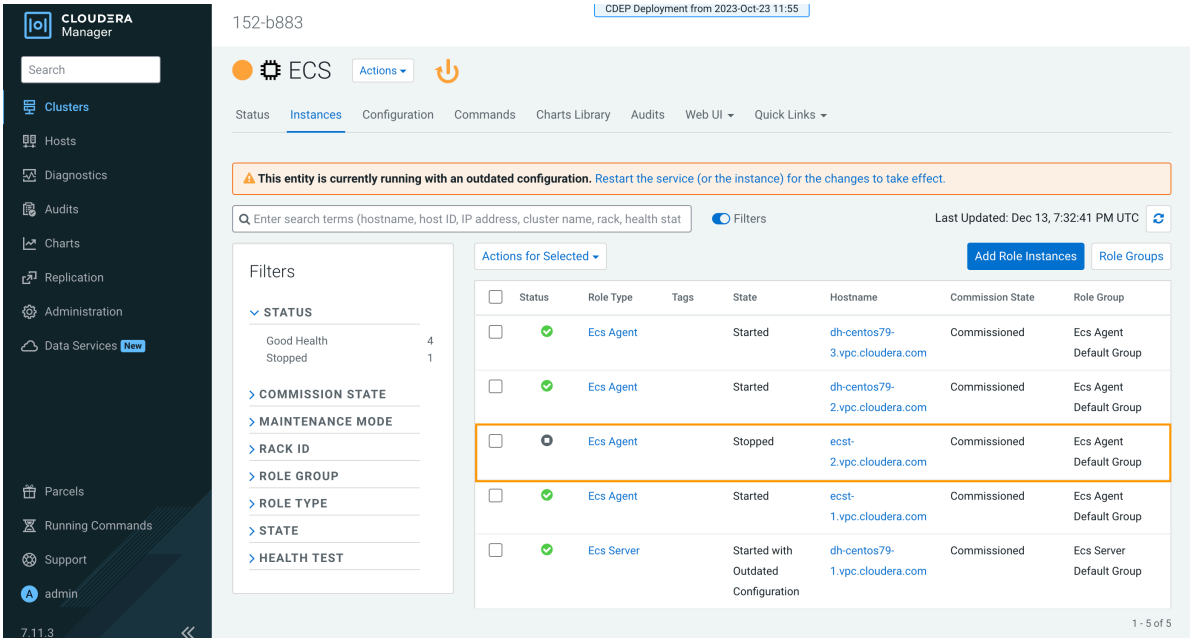 CLOUDERA
Manager
Search
Clusters
Hosts
Diagnostics
Audits
Charts
Replication
Administration
Data Services New
Parcels
Running Commands
Support
A admin
7.11.3
152-b883
CDEP Deployment from 2023-Oct-23 11:55
ECS
Actions
Status Instances Configuration Commands Charts Library Audits Web UI Quick Links
This entity is currently running with an outdated configuration. Restart the service (or the instance) for the changes to take effect.
Enter search terms (hostname, host ID, IP address, cluster name, rack, health stat
Filters
Last Updated: Dec 13, 7:32:41 PM UTC
Filters
STATUS
Good Health 4
Stopped 1
COMMISSION STATE
MAINTENANCE MODE
RACK ID
ROLE GROUP
ROLE TYPE
STATE
HEALTH TEST
Actions for Selected
Add Role Instances
Role Groups
Status Role Type Tags State Hostname Commission State Role Group
Ecs Agent Started dh-centos79- Commissioned Ecs Agent
3.vpc.cloudera.com Default Group
Ecs Agent Started dh-centos79- Commissioned Ecs Agent
2.vpc.cloudera.com Default Group
Ecs Agent Stopped ecst- Commissioned Ecs Agent
2.vpc.cloudera.com Default Group
Ecs Agent Started ecst- Commissioned Ecs Agent
1.vpc.cloudera.com Default Group
Ecs Server Started with dh-centos79- Commissioned Ecs Server
Outdated 1.vpc.cloudera.com Default Group
Configuration
1 - 5 of 5